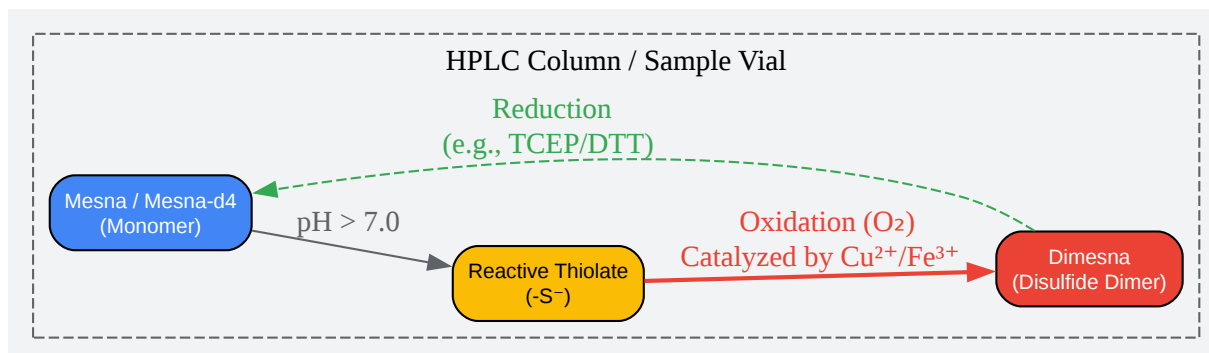 HPLC Column / Sample Vial
Reduction
(e.g., TCEP/DTT)
Mesna / Mesna-d4
(Monomer)
pH > 7.0
Reactive Thiolate
(-S⁻)
Oxidation (O₂)
Catalyzed by Cu²⁺/Fe³⁺
Dimesna
(Disulfide Dimer)